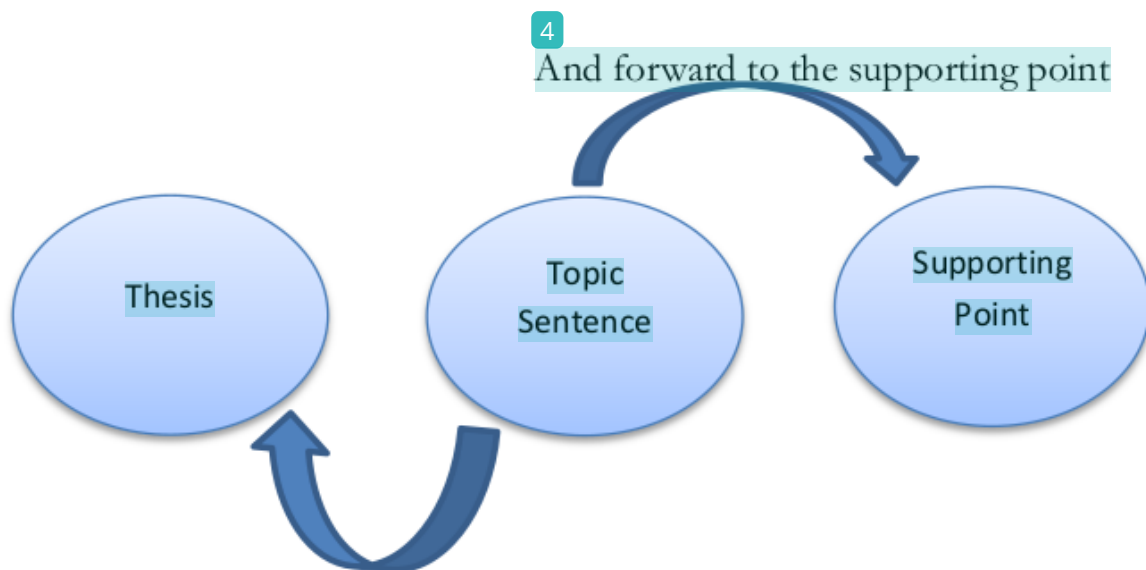 4
And forward to the supporting point
Thesis
Topic
Sentence
Supporting
Point